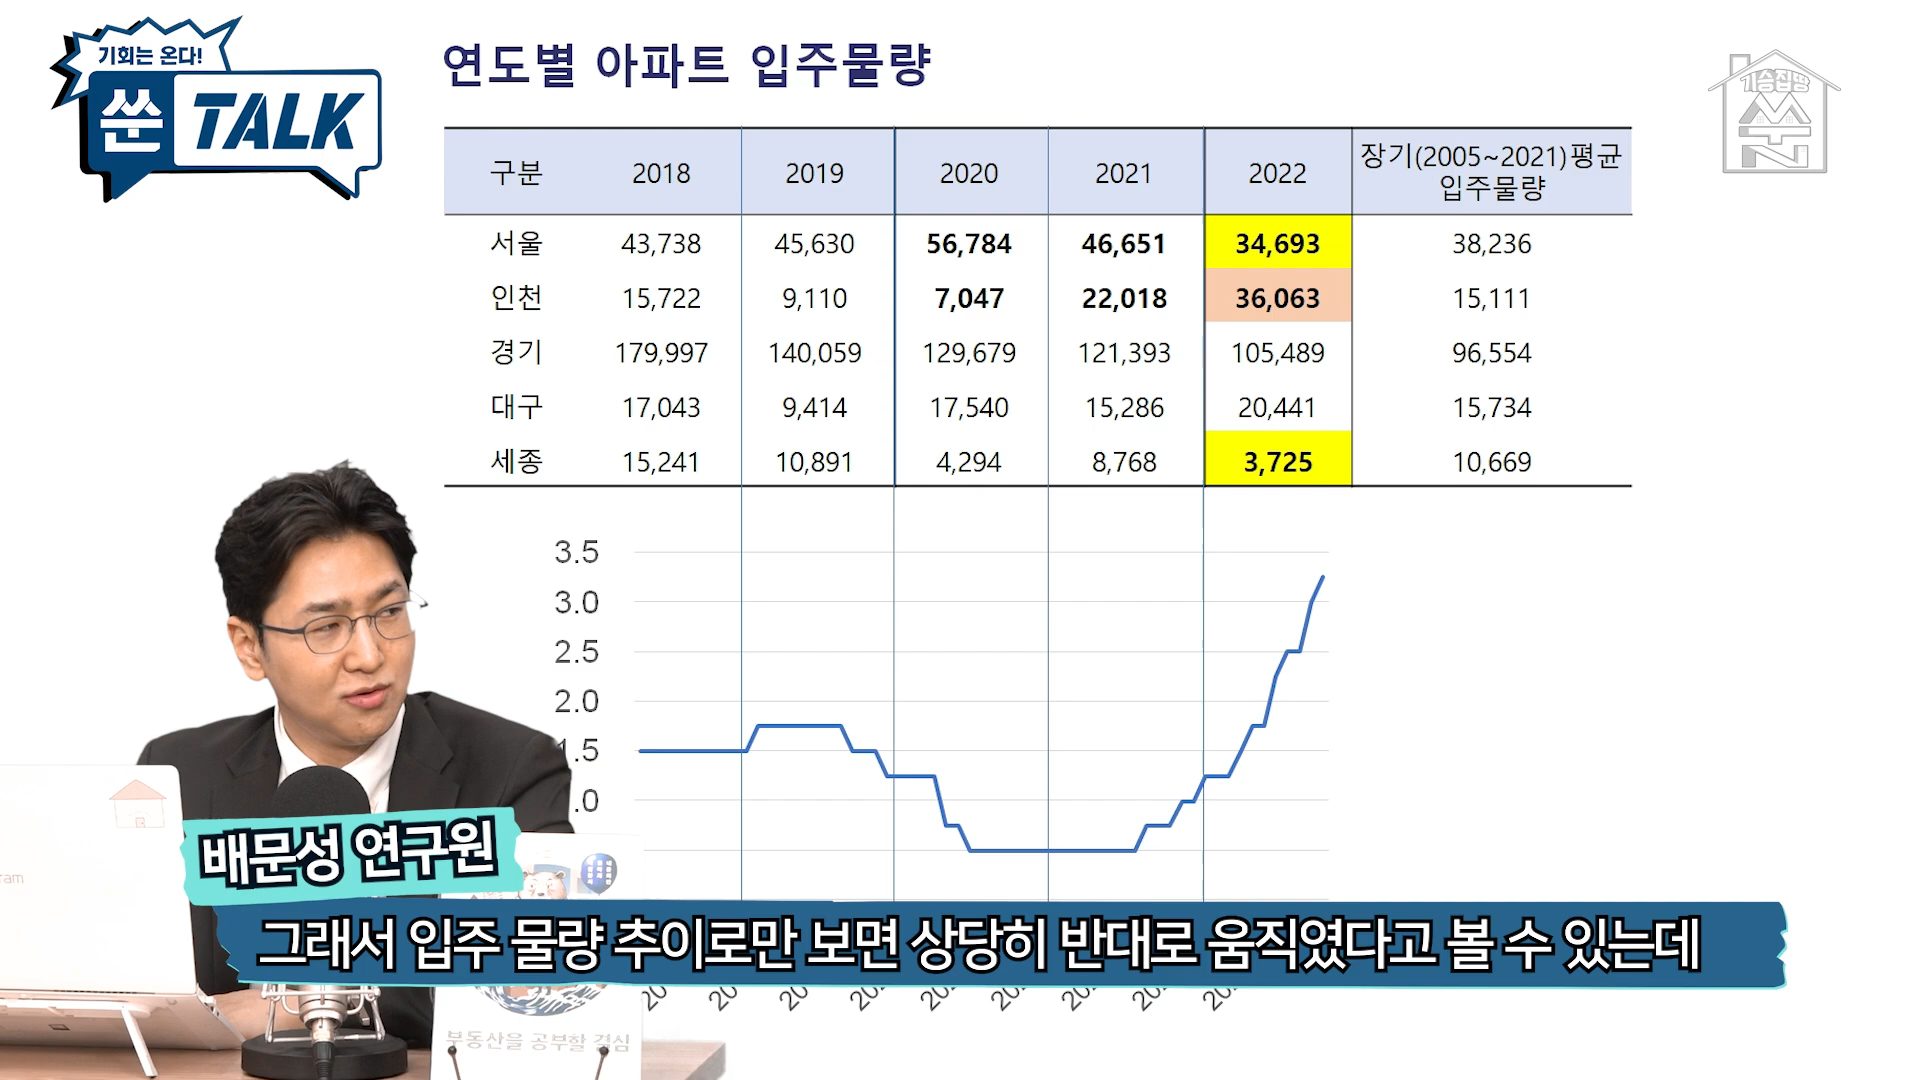 기회는 온다!
쑨 TALK
연도별 아파트 입주물량
기승집땅
SSUN
구분 2018 2019 2020 2021 2022 장기(2005~2021)평균 입주물량
서울 43,738 45,630 56,784 46,651 34,693 38,236
인천 15,722 9,110 7,047 22,018 36,063 15,111
경기 179,997 140,059 129,679 121,393 105,489 96,554
대구 17,043 9,414 17,540 15,286 20,441 15,734
세종 15,241 10,891 4,294 8,768 3,725 10,669
3.5
3.0
2.5
2.0
1.5
.0
배문성 연구원
그래서 입주 물량 추이로만 보면 상당히 반대로 움직였다고 볼 수 있는데
부동산을 공부할 결심